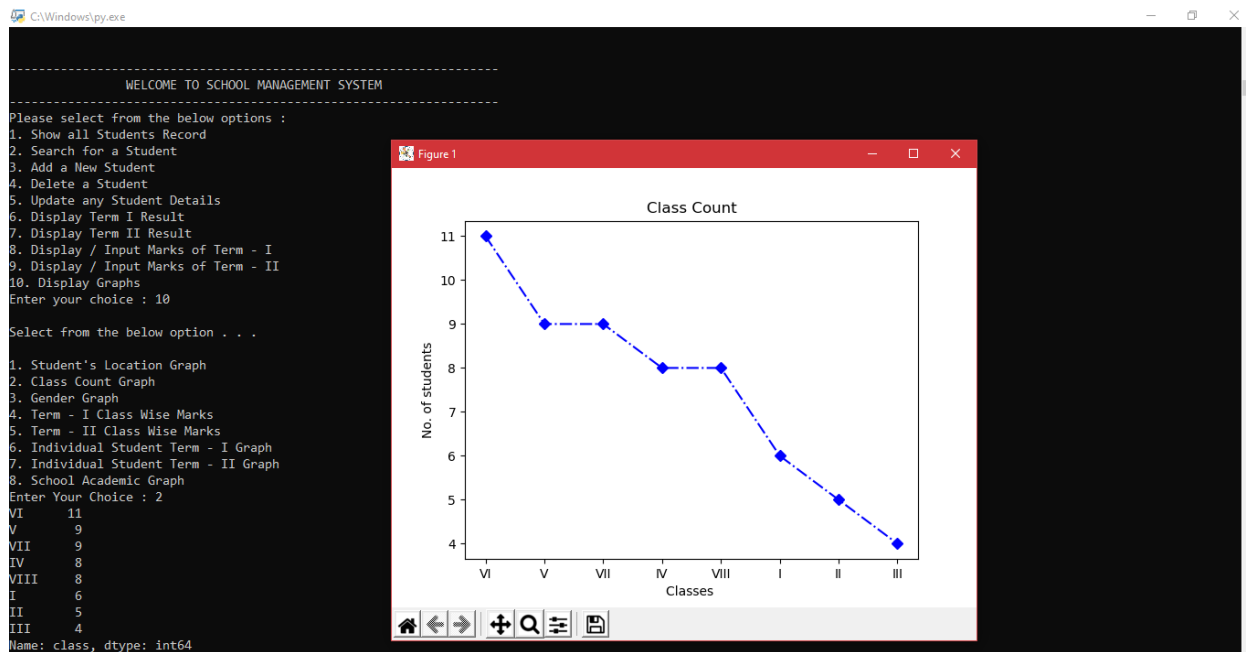 C:\Windows\py.exe
---------------------------------------------------------------
WELCOME TO SCHOOL MANAGEMENT SYSTEM
---------------------------------------------------------------
Please select from the below options :
1. Show all Students Record
2. Search for a Student
3. Add a New Student
4. Delete a Student
5. Update any Student Details
6. Display Term I Result
7. Display Term II Result
8. Display / Input Marks of Term - I
9. Display / Input Marks of Term - II
10. Display Graphs
Enter your choice : 10
Select from the below option . . .
1. Student's Location Graph
2. Class Count Graph
3. Gender Graph
4. Term - I Class Wise Marks
5. Term - II Class Wise Marks
6. Individual Student Term - I Graph
7. Individual Student Term - II Graph
8. School Academic Graph
Enter Your Choice : 2
VI 11
V 9
VII 9
IV 8
VIII 8
I 6
II 5
III 4
Name: class, dtype: int64
Figure 1
Class Count
No. of students
11
10
9
8
7
6
5
4
VI V VII IV VIII I II III
Classes